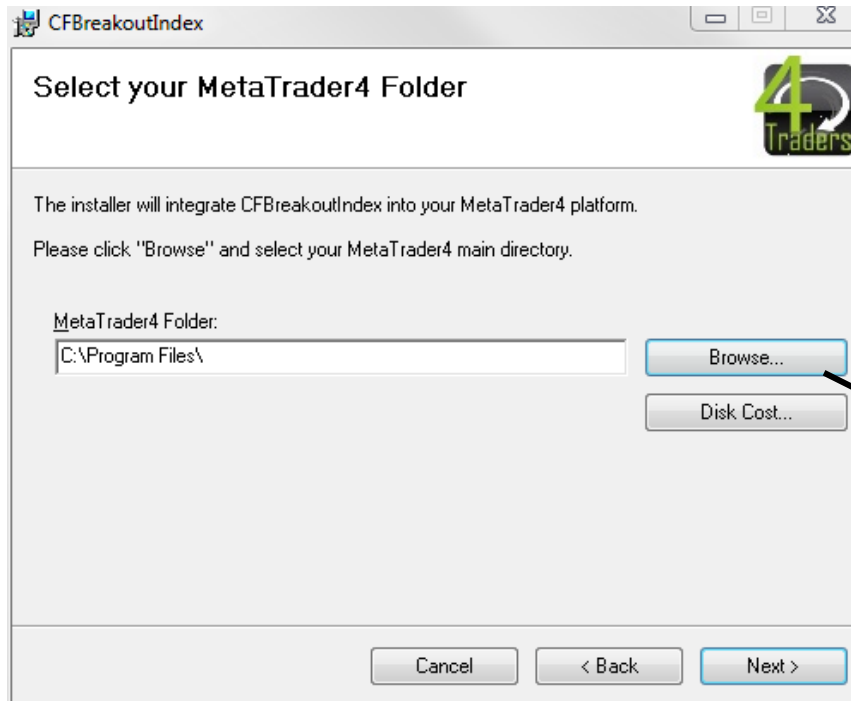 CFBreakoutIndex
Select your MetaTrader4 Folder
4
Traders
The installer will integrate CFBreakoutIndex into your MetaTrader4 platform.
Please click "Browse" and select your MetaTrader4 main directory.
MetaTrader4 Folder:
C:\Program Files\
Browse...
Disk Cost...
Cancel
< Back
Next >